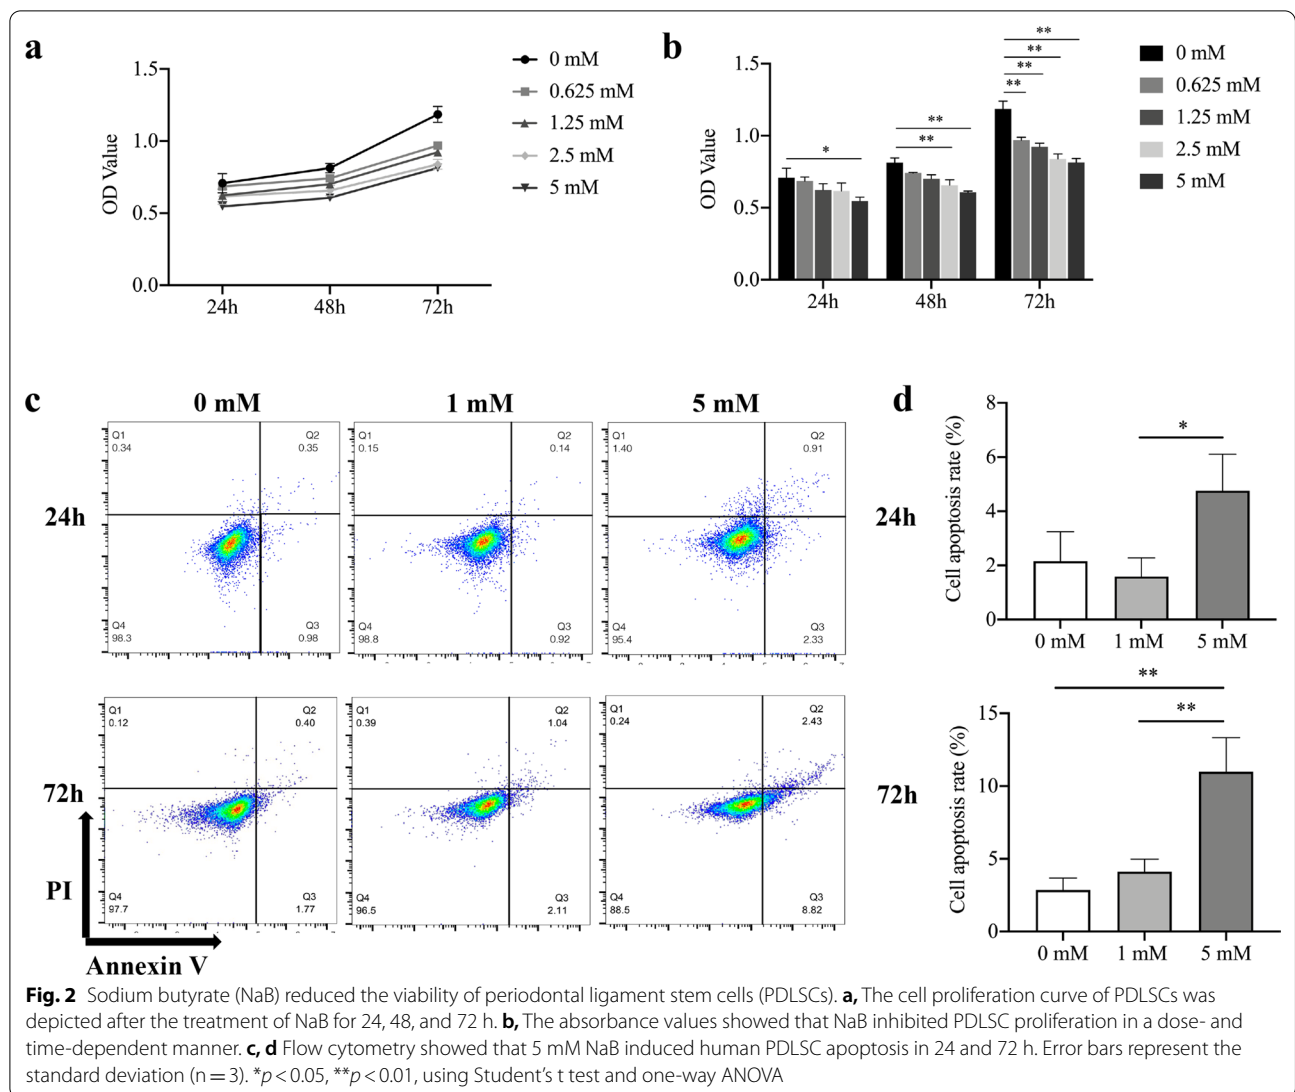 a
1.5
1.0
0.5
0.0
OD Value
24h 48h 72h
0 mM
0.625 mM
1.25 mM
2.5 mM
5 mM
b
1.5
1.0
0.5
0.0
OD Value
* ** ** ** ** ** **
24h 48h 72h
0 mM
0.625 mM
1.25 mM
2.5 mM
5 mM
c
0 mM 1 mM 5 mM
24h
Q1 0.34 Q2 0.35
Q4 98.3 Q3 0.98
Q1 0.15 Q2 0.14
Q4 98.8 Q3 0.92
Q1 1.40 Q2 0.91
Q4 95.4 Q3 2.33
72h
Q1 0.12 Q2 0.40
Q4 97.7 Q3 1.77
Q1 0.39 Q2 1.04
Q4 96.5 Q3 2.11
Q1 0.24 Q2 2.43
Q4 88.5 Q3 8.82
PI
Annexin V
d
24h
Cell apoptosis rate (%)
8
6
4
2
0
*
0 mM 1 mM 5 mM
72h
Cell apoptosis rate (%)
15
10
5
0
**
**
0 mM 1 mM 5 mM
Fig. 2 Sodium butyrate (NaB) reduced the viability of periodontal ligament stem cells (PDLSCs). a, The cell proliferation curve of PDLSCs was
depicted after the treatment of NaB for 24, 48, and 72 h. b, The absorbance values showed that NaB inhibited PDLSC proliferation in a dose- and
time-dependent manner. c, d Flow cytometry showed that 5 mM NaB induced human PDLSC apoptosis in 24 and 72 h. Error bars represent the
standard deviation (n = 3). *p < 0.05, **p < 0.01, using Student's t test and one-way ANOVA